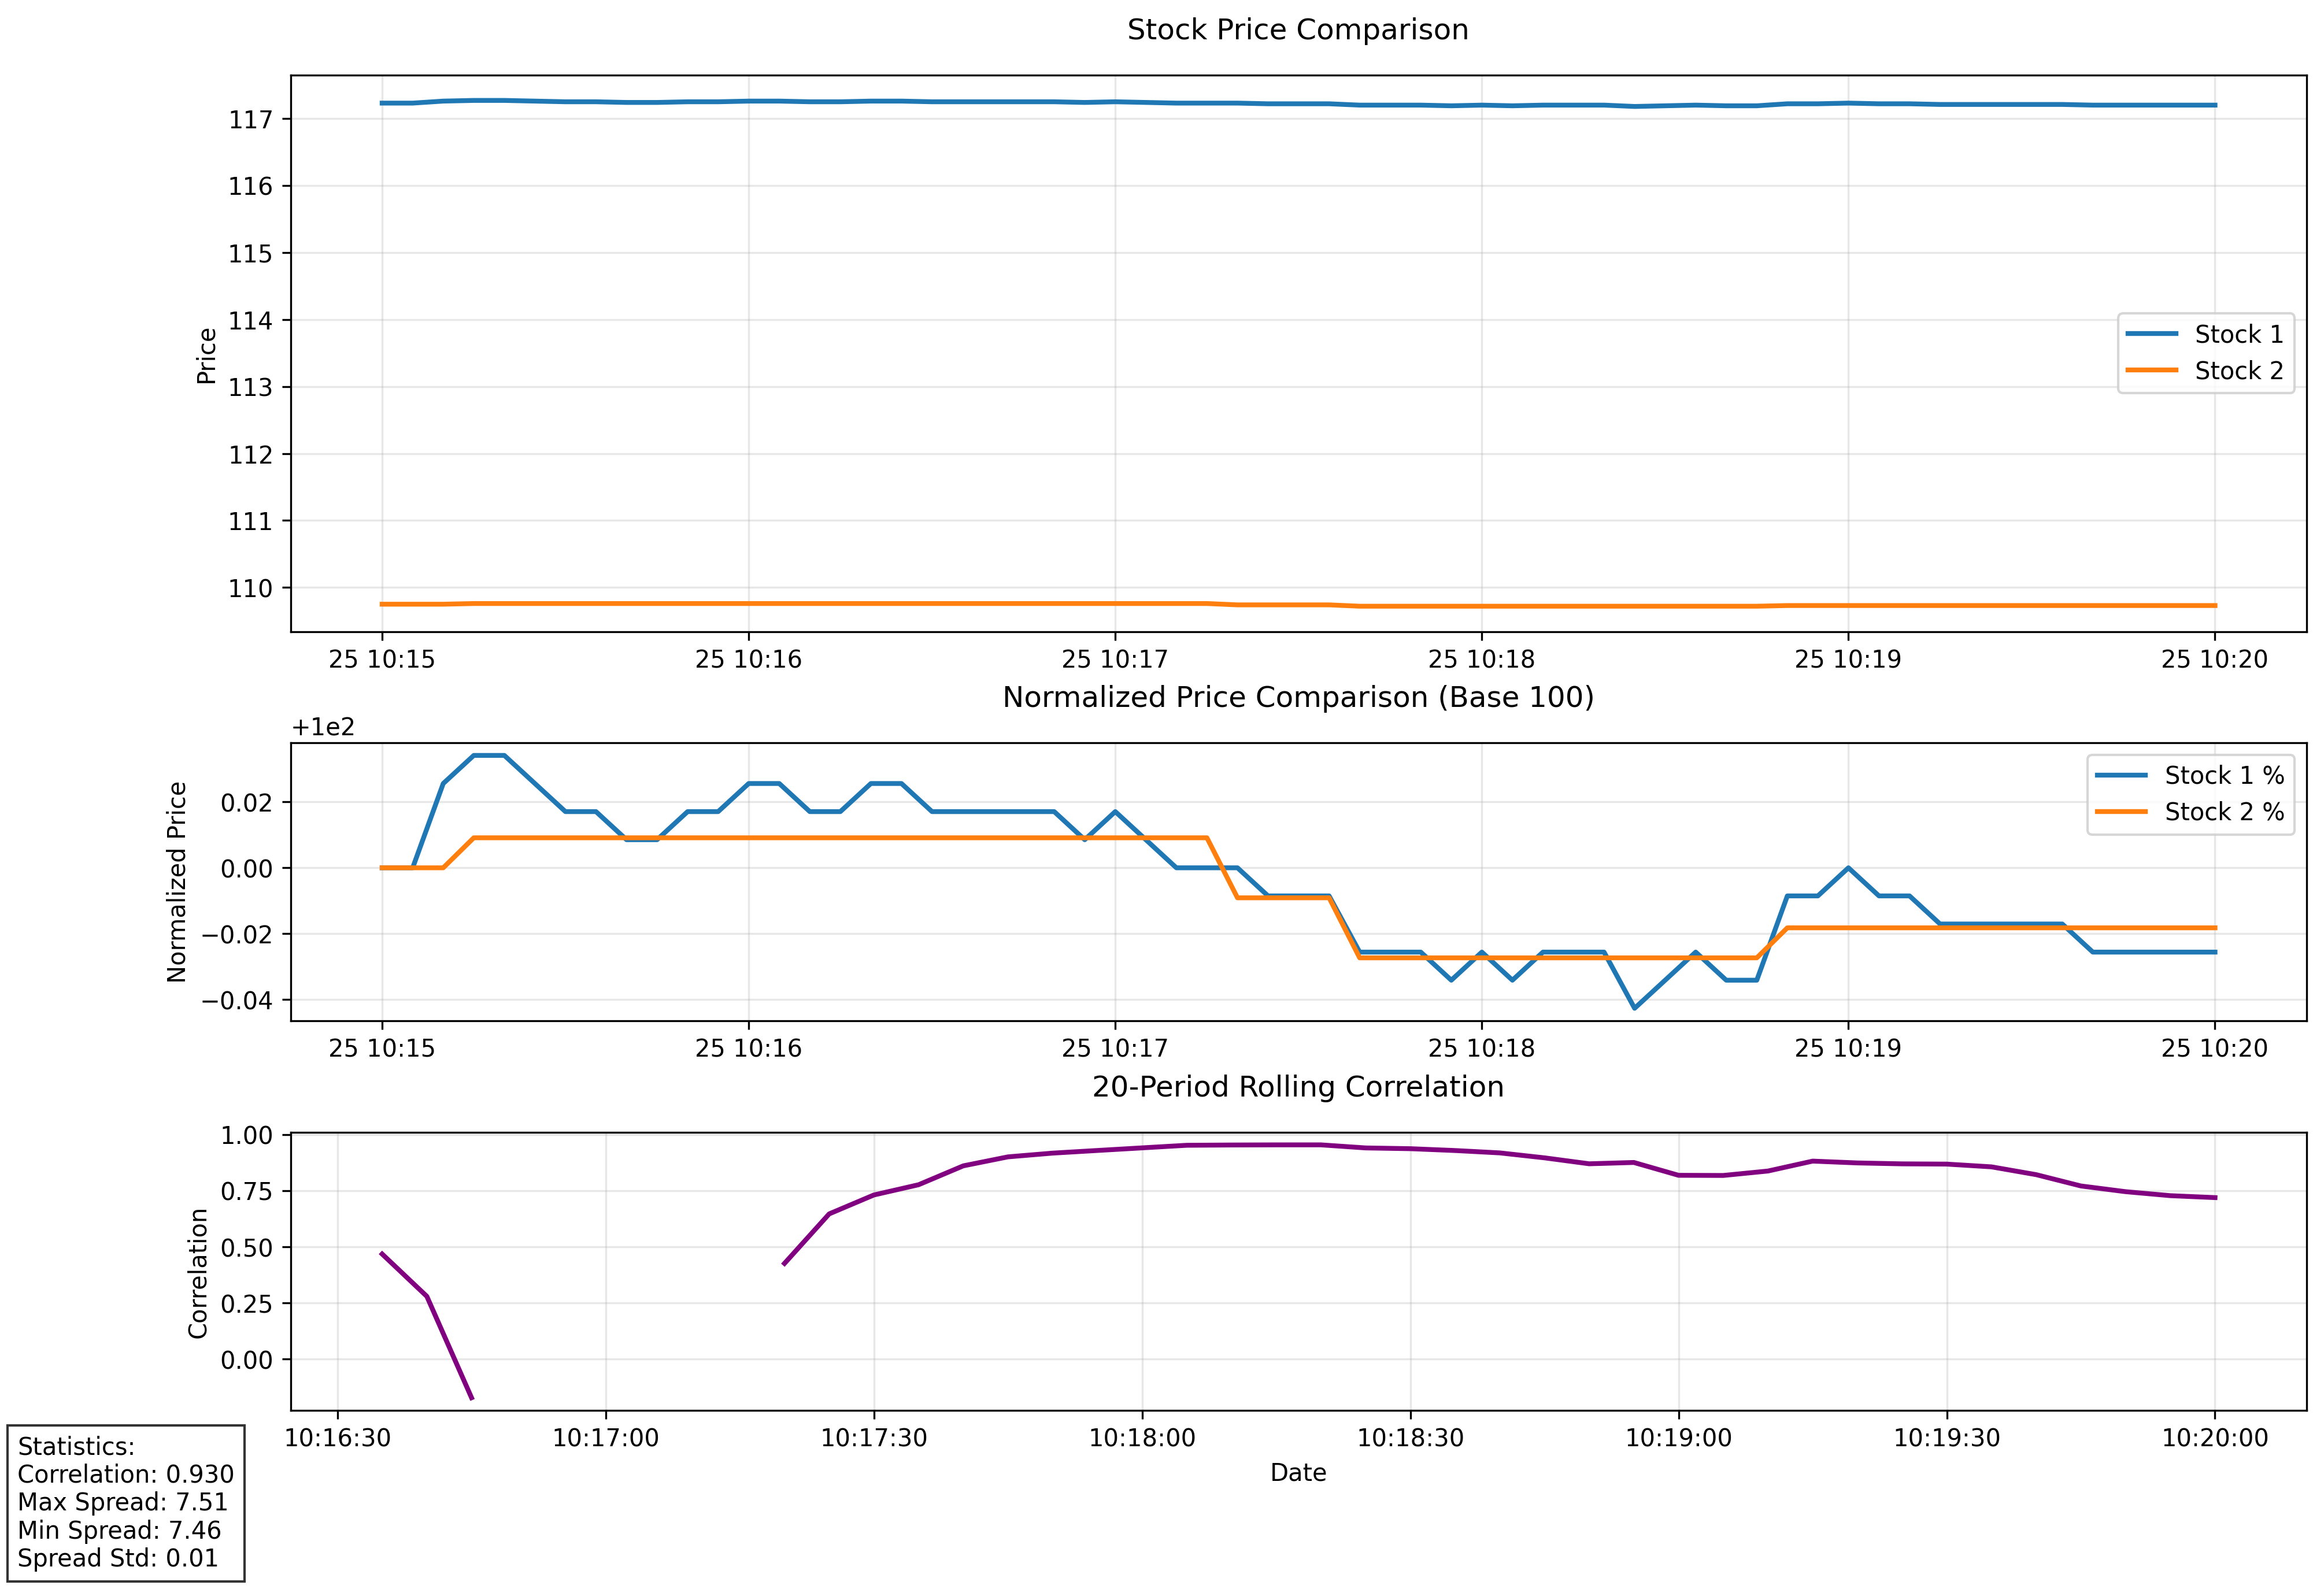 Stock Price Comparison
117
116
115
114
113
112
111
110
Price
Stock 1
Stock 2
25 10:15
25 10:16
25 10:17
25 10:18
25 10:19
25 10:20
Normalized Price Comparison (Base 100)
+1e2
0.02
0.00
−0.02
−0.04
Normalized Price
Stock 1 %
Stock 2 %
25 10:15
25 10:16
25 10:17
25 10:18
25 10:19
25 10:20
20-Period Rolling Correlation
1.00
0.75
0.50
0.25
0.00
Correlation
10:16:30
10:17:00
10:17:30
10:18:00
10:18:30
10:19:00
10:19:30
10:20:00
Date
Statistics:
Correlation: 0.930
Max Spread: 7.51
Min Spread: 7.46
Spread Std: 0.01